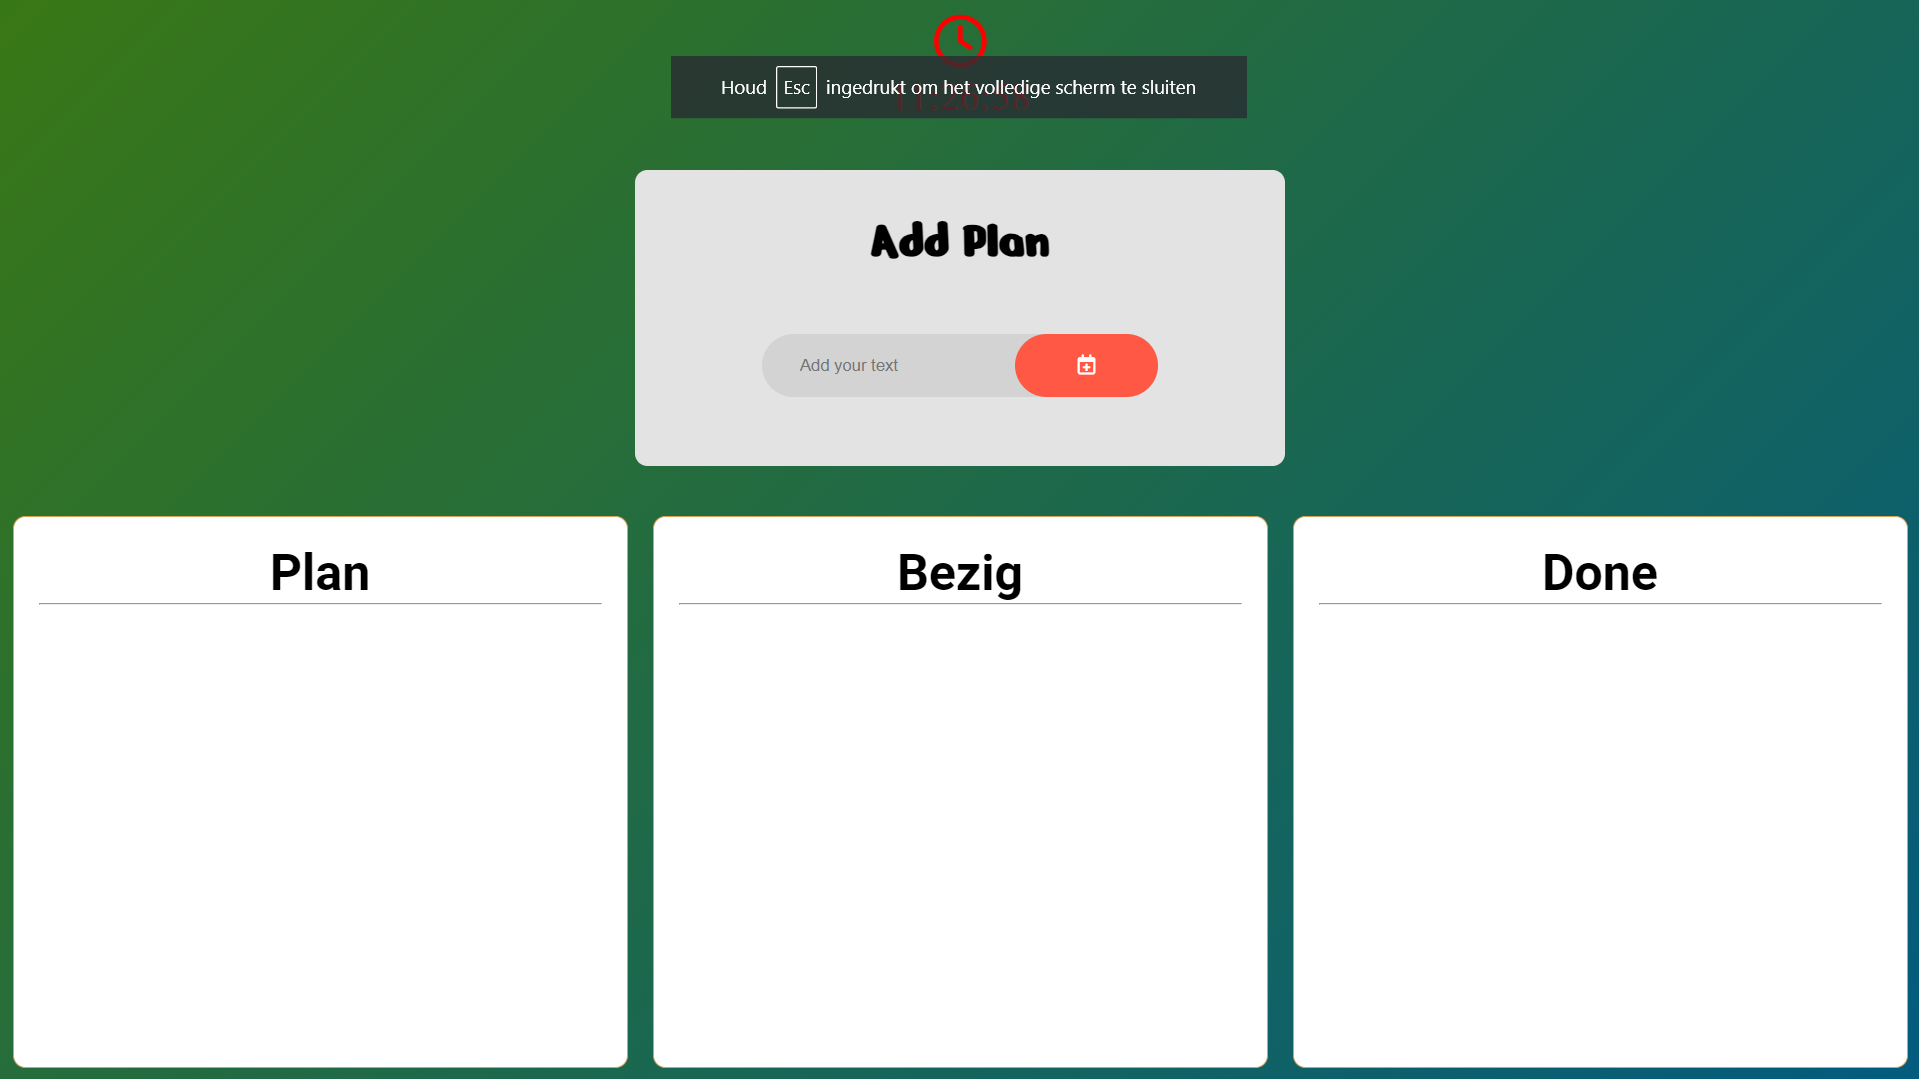 Houd Esc ingedrukt om het volledige scherm te sluiten
Add Plan
Add your text
Plan
Bezig
Done